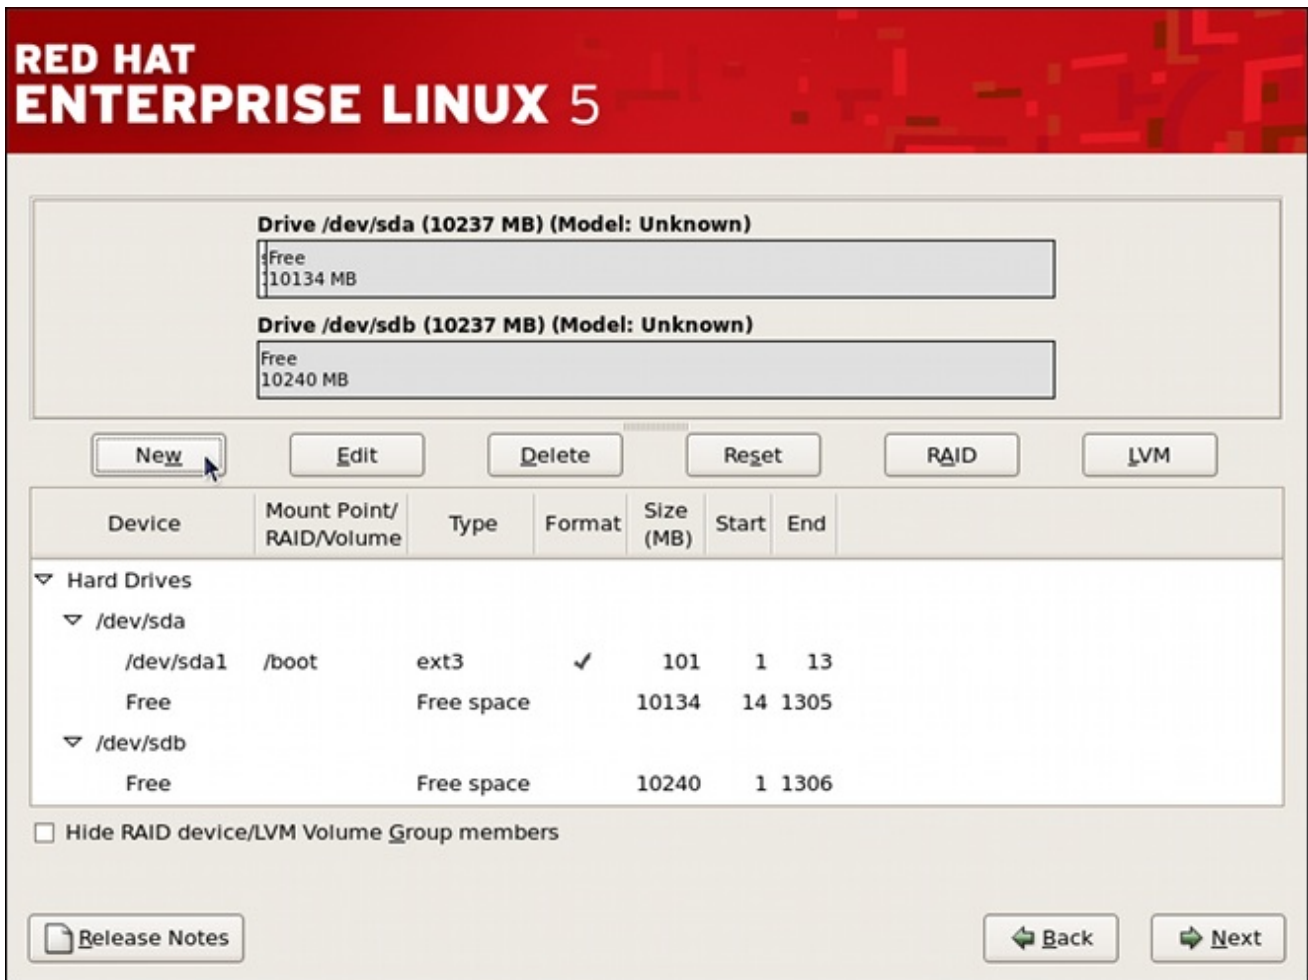 RED HAT
ENTERPRISE LINUX 5
Drive /dev/sda (10237 MB) (Model: Unknown)
Free
10134 MB
Drive /dev/sdb (10237 MB) (Model: Unknown)
Free
10240 MB
New Edit Delete Reset RAID LVM
Device Mount Point/ RAID/Volume Type Format Size (MB) Start End
Hard Drives
/dev/sda
/dev/sda1 /boot ext3 ✓ 101 1 13
Free Free space 10134 14 1305
/dev/sdb
Free Free space 10240 1 1306
Hide RAID device/LVM Volume Group members
Release Notes Back Next